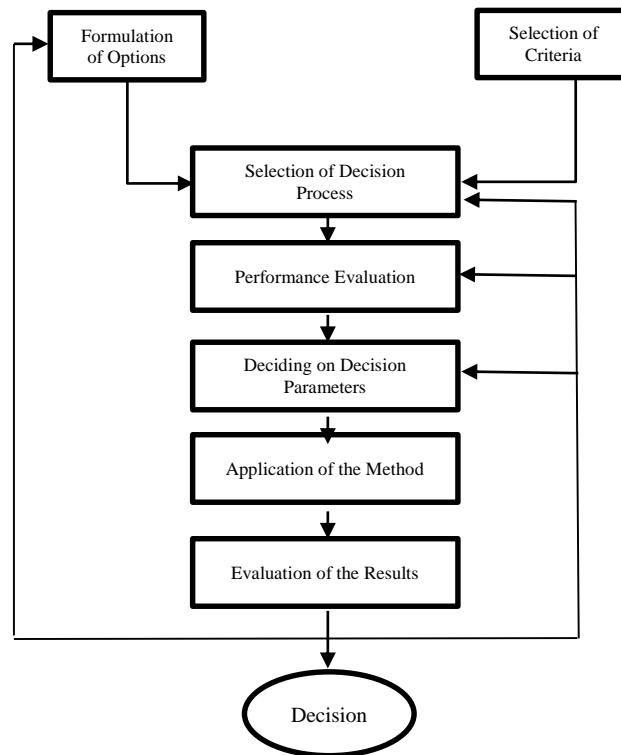 Formulation
of Options
Selection of
Criteria
Selection of Decision
Process
Performance Evaluation
Deciding on Decision
Parameters
Application of the Method
Evaluation of the Results
Decision